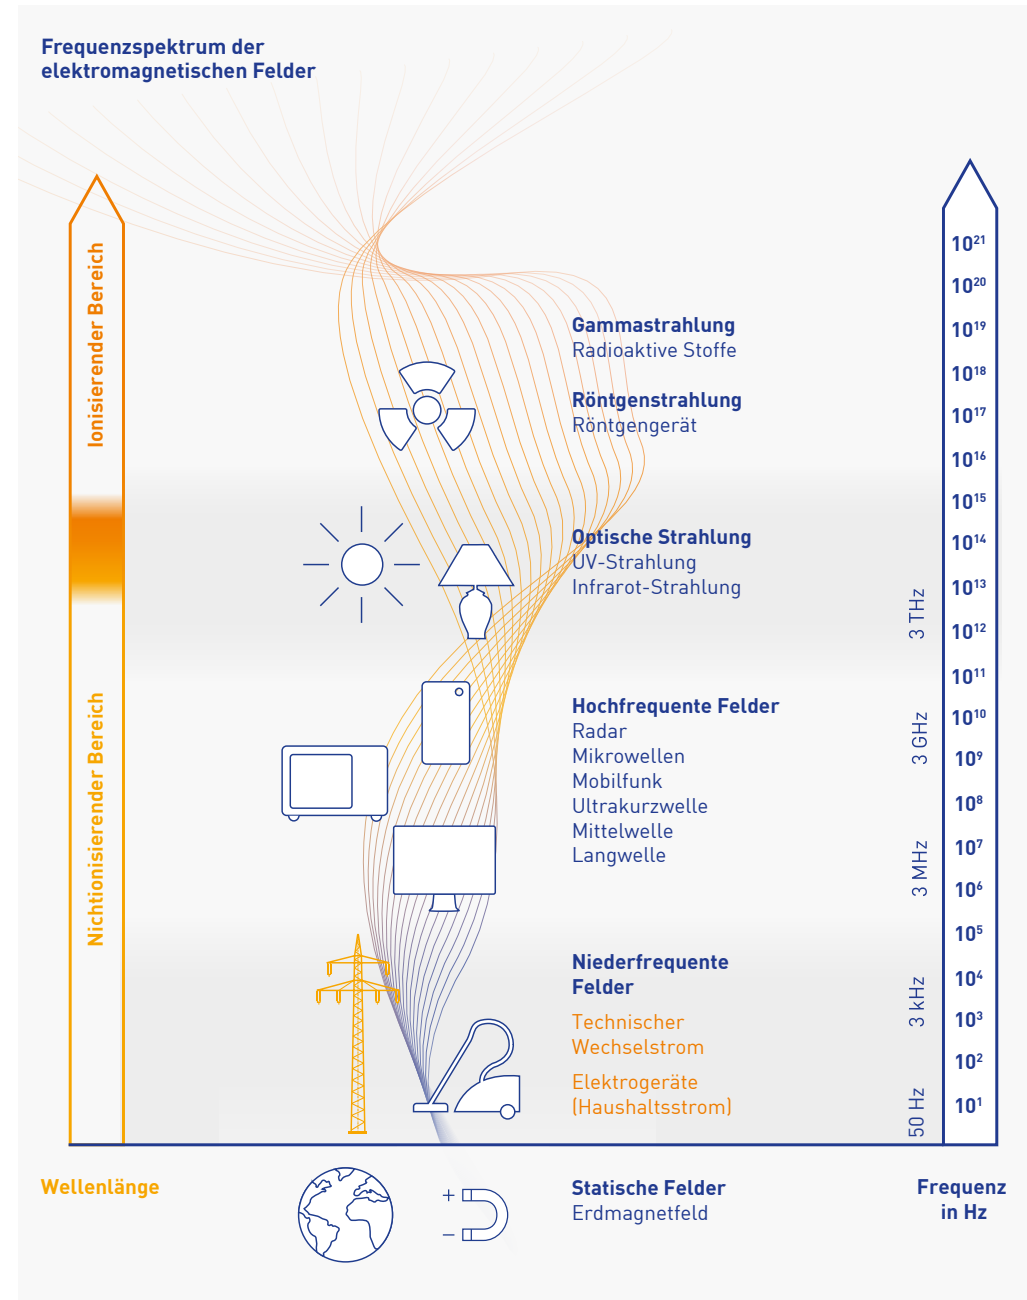 Frequenzspektrum der
elektromagnetischen Felder
Ionisierender Bereich
Nichtionisierender Bereich
Wellenlänge
Gammastrahlung
Radioaktive Stoffe
Röntgenstrahlung
Röntgengerät
Optische Strahlung
UV-Strahlung
Infrarot-Strahlung
Hochfrequente Felder
Radar
Mikrowellen
Mobilfunk
Ultrakurzwelle
Mittelwelle
Langwelle
Niederfrequente
Felder
Technischer
Wechselstrom
Elektrogeräte
(Haushaltsstrom)
+
−
Statische Felder
Erdmagnetfeld
3 THz
3 GHz
3 MHz
3 kHz
50 Hz
10²¹
10²⁰
10¹⁹
10¹⁸
10¹⁷
10¹⁶
10¹⁵
10¹⁴
10¹³
10¹²
10¹¹
10¹⁰
10⁹
10⁸
10⁷
10⁶
10⁵
10⁴
10³
10²
10¹
Frequenz
in Hz